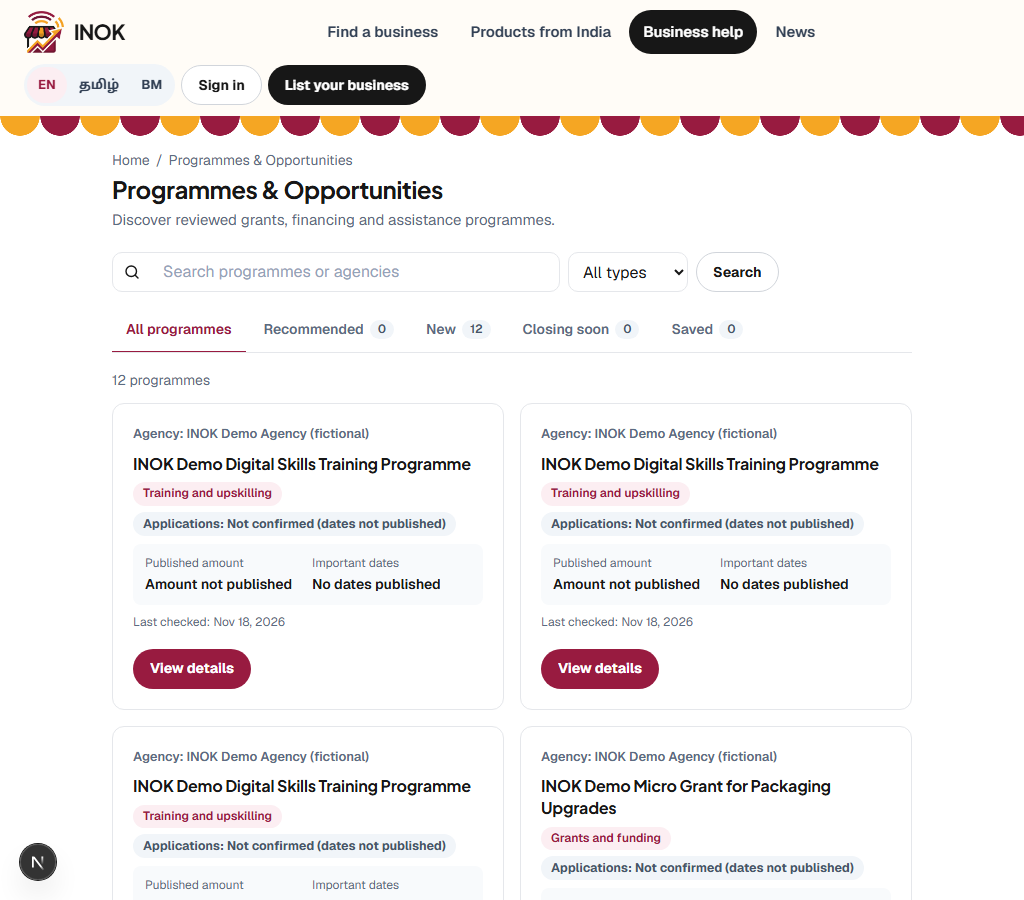 INOK
Find a business
Products from India
Business help
News
EN
தமிழ்
BM
Sign in
List your business
Home / Programmes & Opportunities
Programmes & Opportunities
Discover reviewed grants, financing and assistance programmes.
Search programmes or agencies
All types
Search
All programmes
Recommended 0
New 12
Closing soon 0
Saved 0
12 programmes
Agency: INOK Demo Agency (fictional)
INOK Demo Digital Skills Training Programme
Training and upskilling
Applications: Not confirmed (dates not published)
Published amount
Important dates
Amount not published
No dates published
Last checked: Nov 18, 2026
View details
Agency: INOK Demo Agency (fictional)
INOK Demo Digital Skills Training Programme
Training and upskilling
Applications: Not confirmed (dates not published)
Published amount
Important dates
Amount not published
No dates published
Last checked: Nov 18, 2026
View details
Agency: INOK Demo Agency (fictional)
INOK Demo Digital Skills Training Programme
Training and upskilling
Applications: Not confirmed (dates not published)
Published amount
Important dates
Agency: INOK Demo Agency (fictional)
INOK Demo Micro Grant for Packaging
Upgrades
Grants and funding
Applications: Not confirmed (dates not published)
N